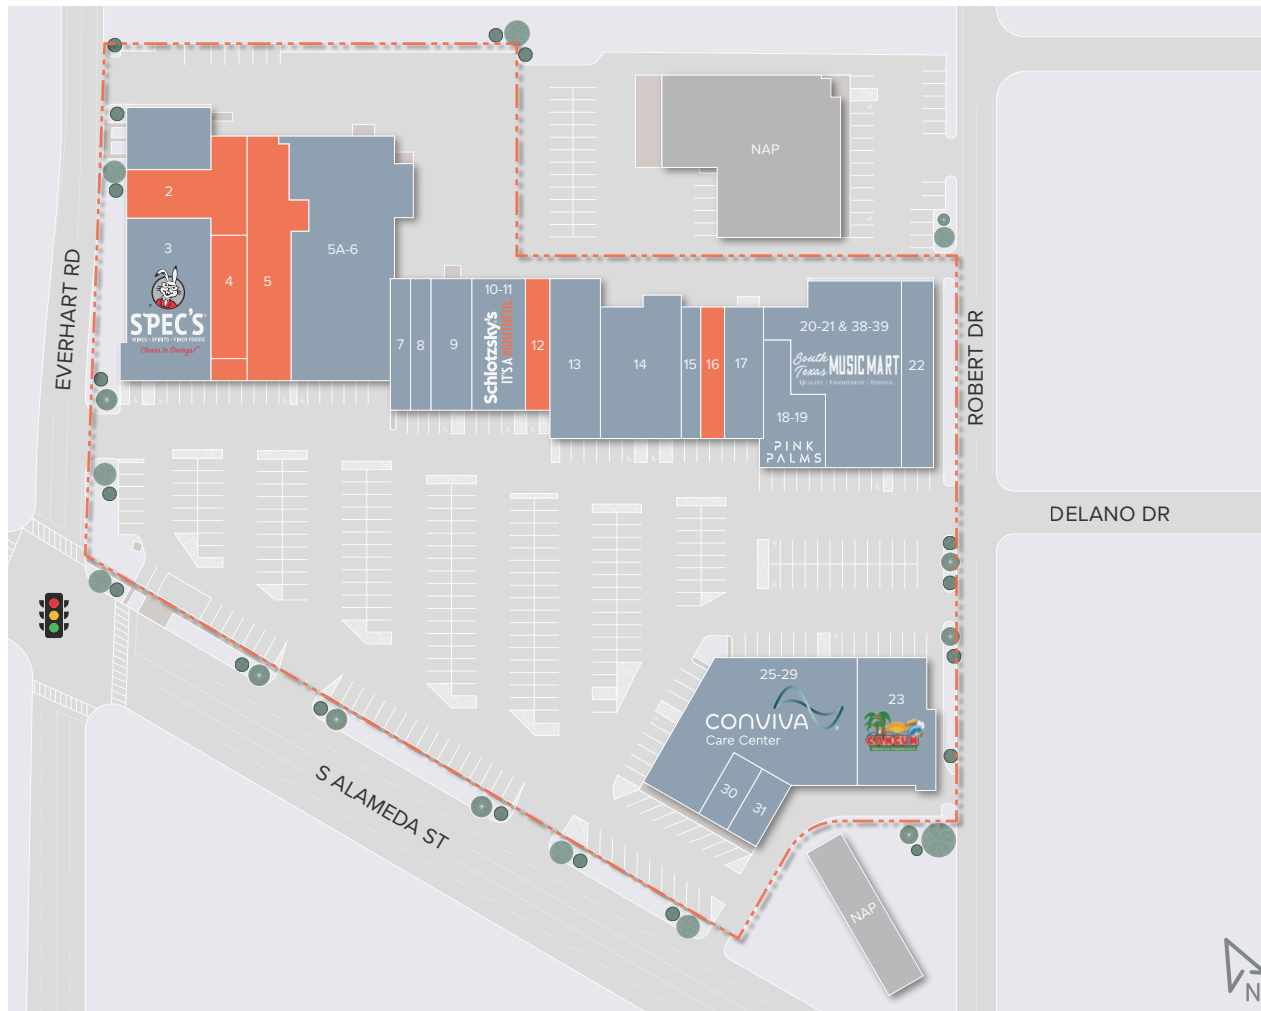 NAP
2
3
SPEC'S
WINES • SPIRITS • FINER FOODS
Cheers to Savings!
4
5
5A-6
EVERHART RD
7
8
9
10-11
Schlotzsky's
IT'S A MOUTHFUL
12
13
14
15
16
17
20-21 & 38-39
South
Texas
MUSIC MART
QUALITY | COMMITMENT | SERVICE
22
18-19
PINK
PALMS
ROBERT DR
DELANO DR
25-29
CONVIVA
Care Center
23
CANCUN
30
31
S ALAMEDA ST
NAP
N